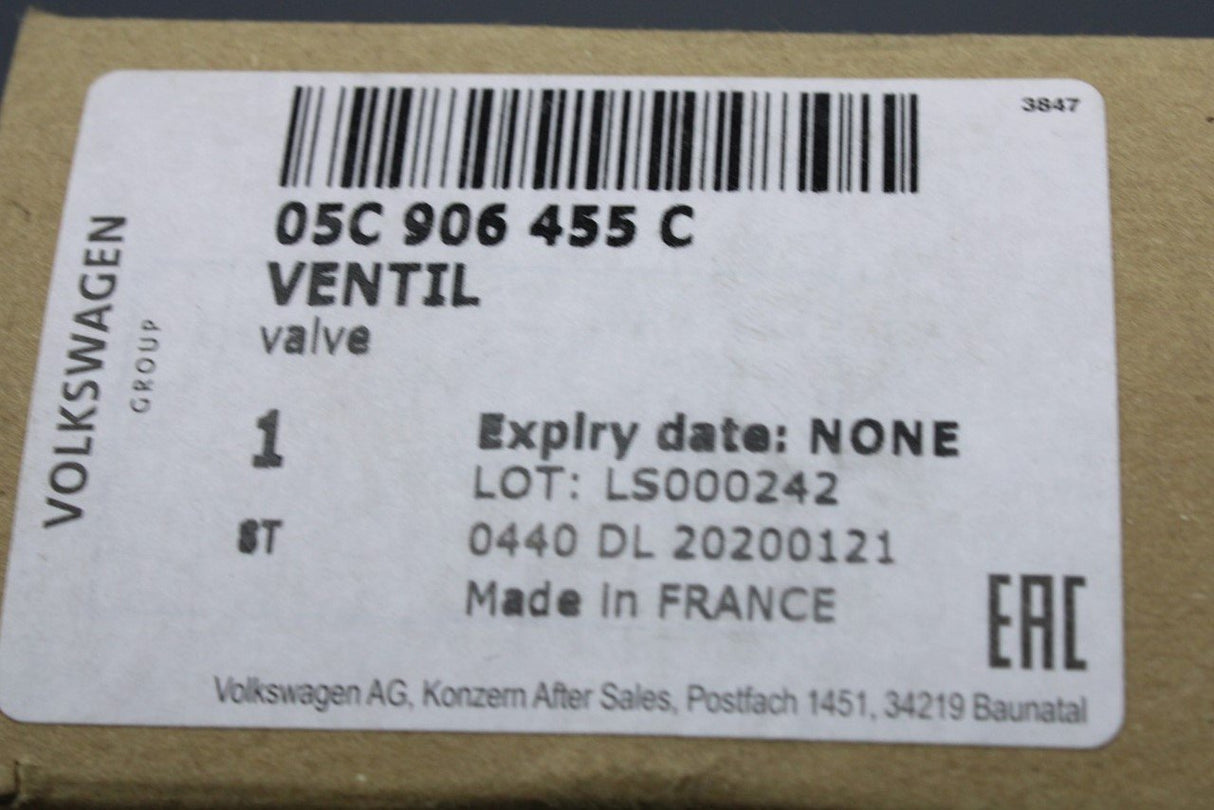 3847
05C 906 455 C
VENTIL
valve
VOLKSWAGEN
GROUP
1
Expiry date: NONE
LOT: LS000242
ST
0440 DL 20200121
Made in FRANCE
EAC
Volkswagen AG, Konzern After Sales, Postfach 1451, 34219 Baunatal